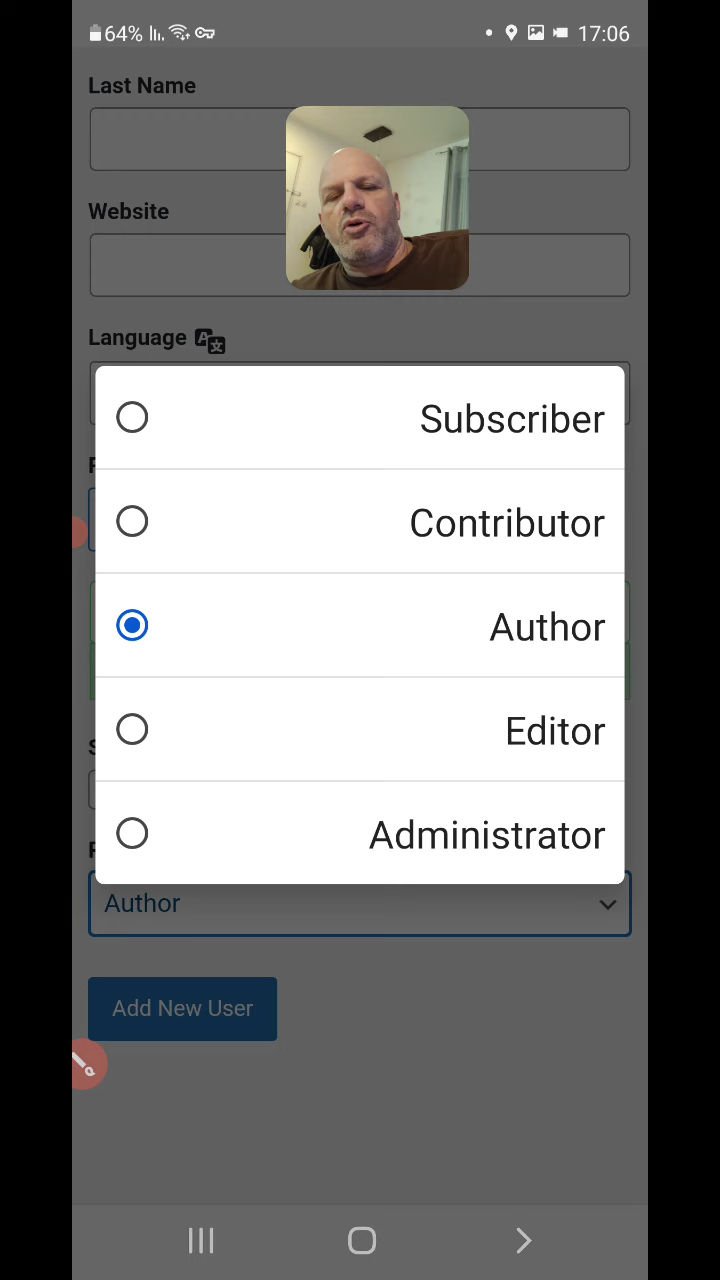 64%
17:06
Last Name
Website
Language
Subscriber
Contributor
Author
Editor
Administrator
Author
Add New User